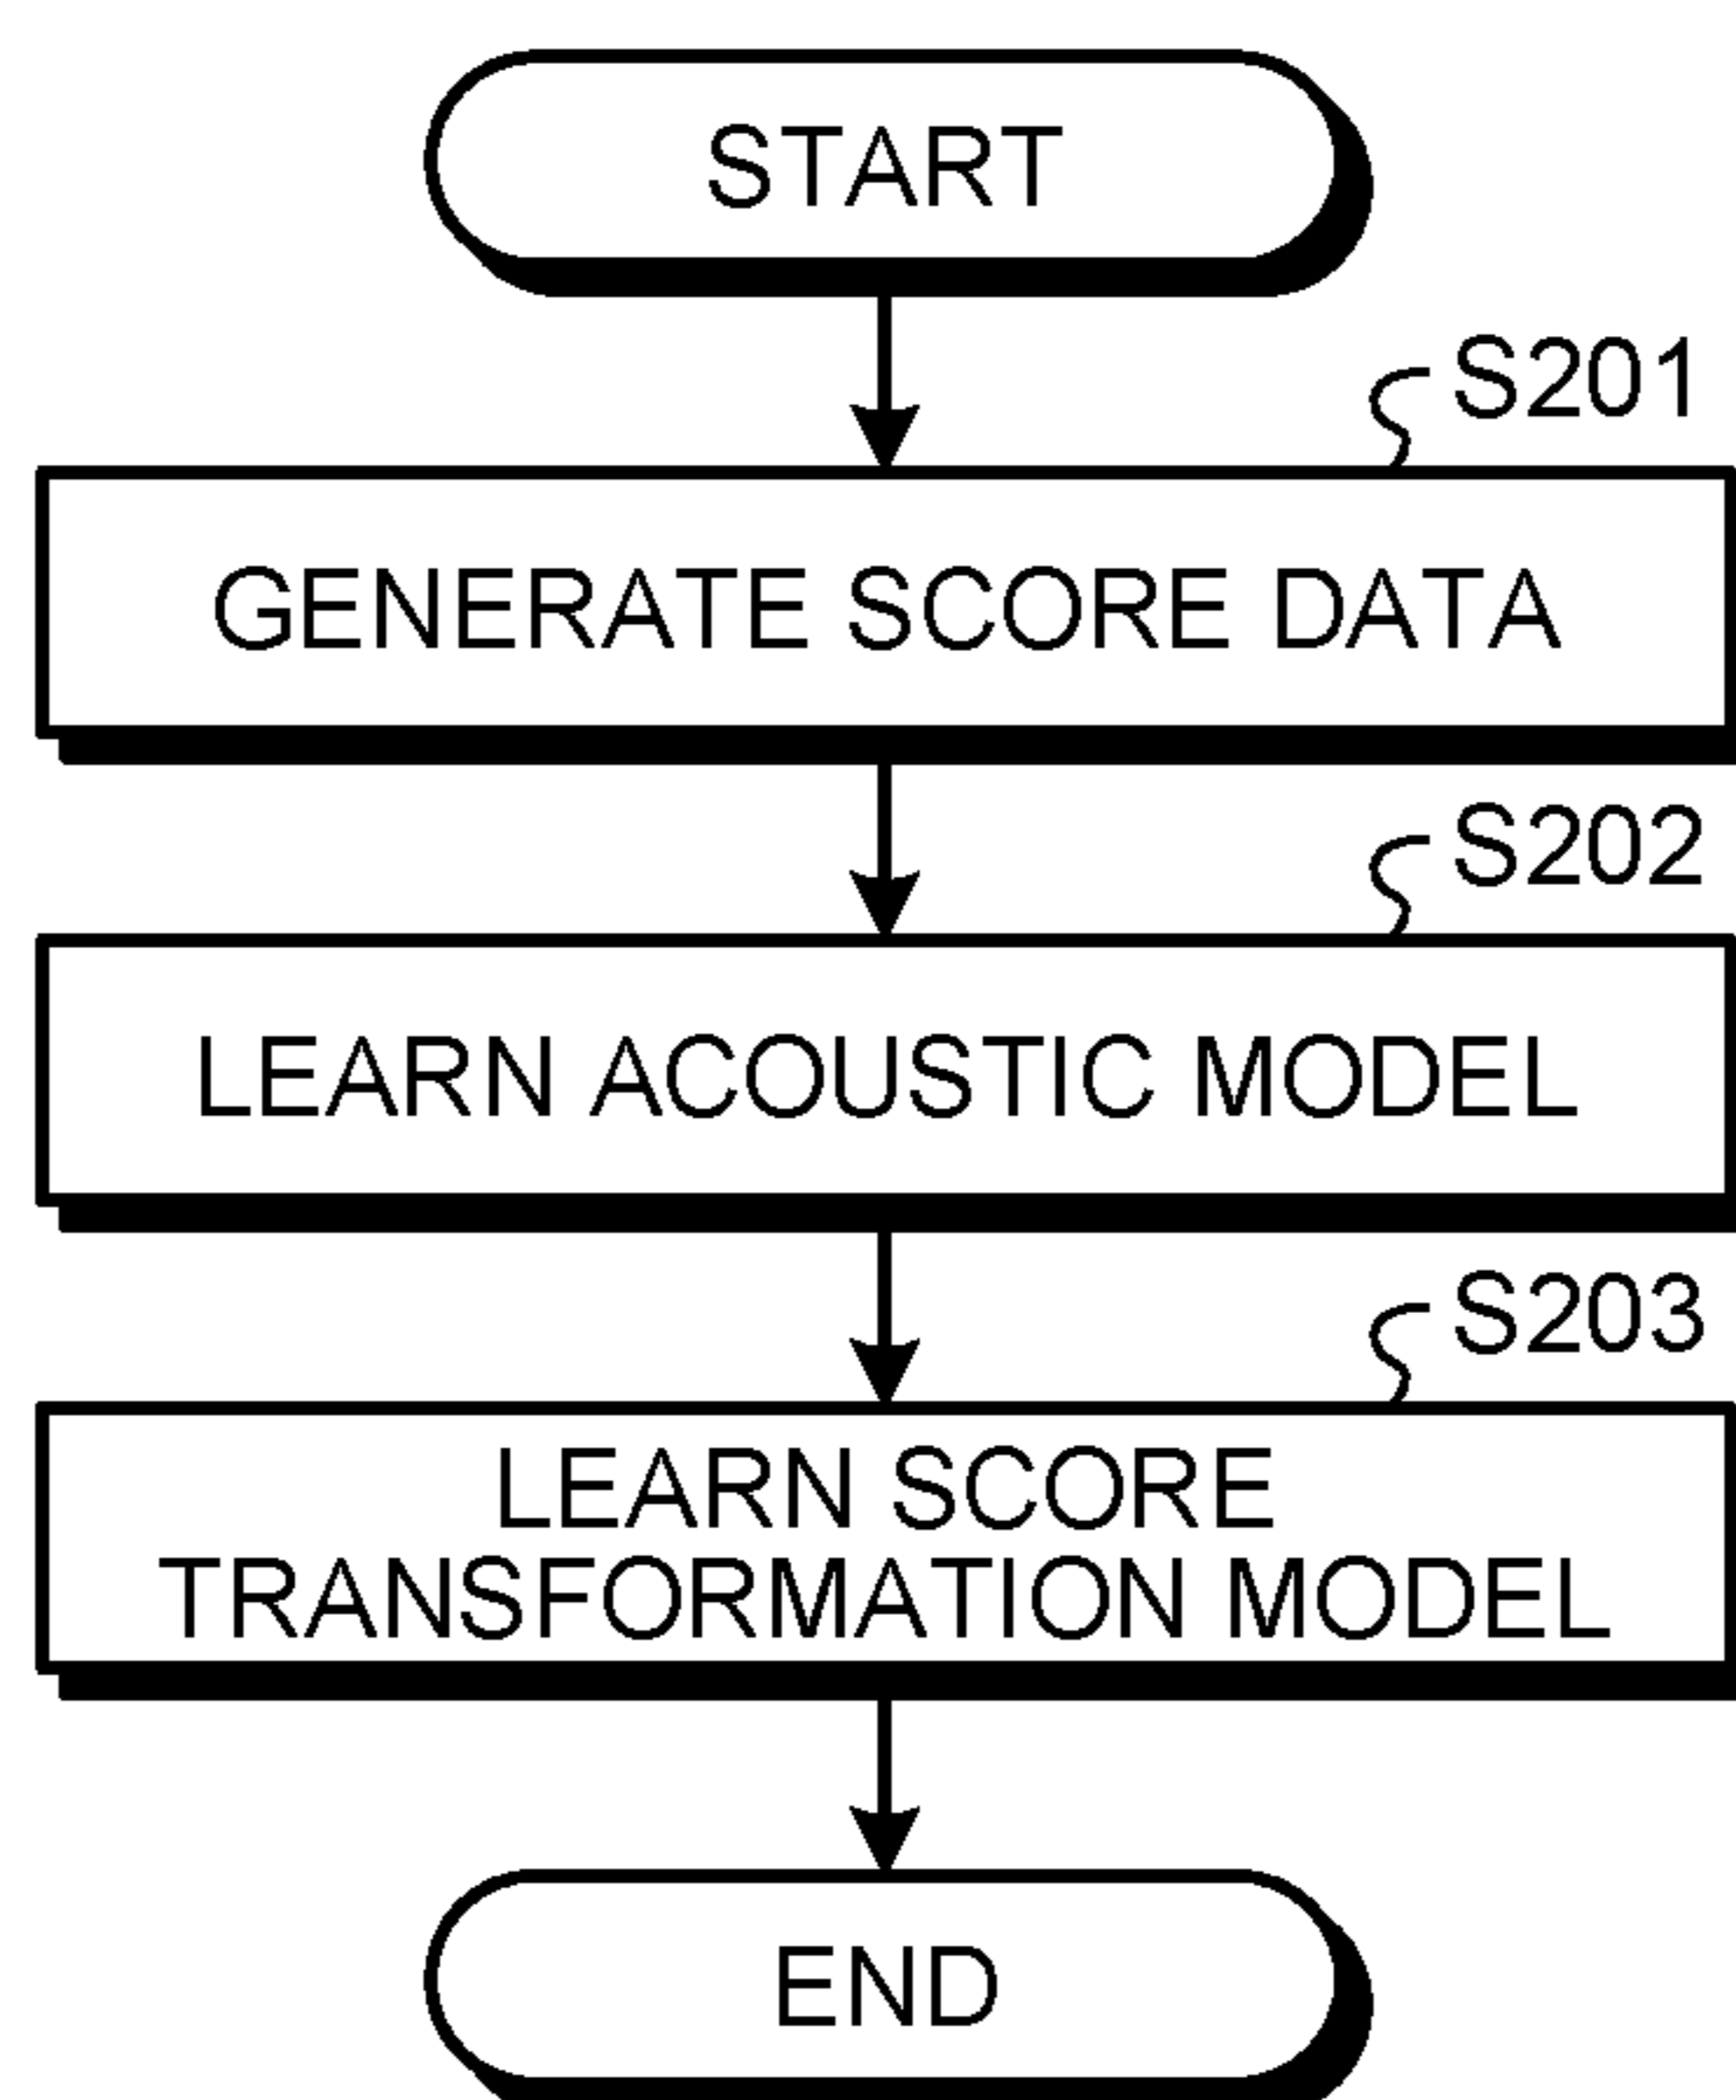 START
S201
GENERATE SCORE DATA
S202
LEARN ACOUSTIC MODEL
S203
LEARN SCORE
TRANSFORMATION MODEL
END